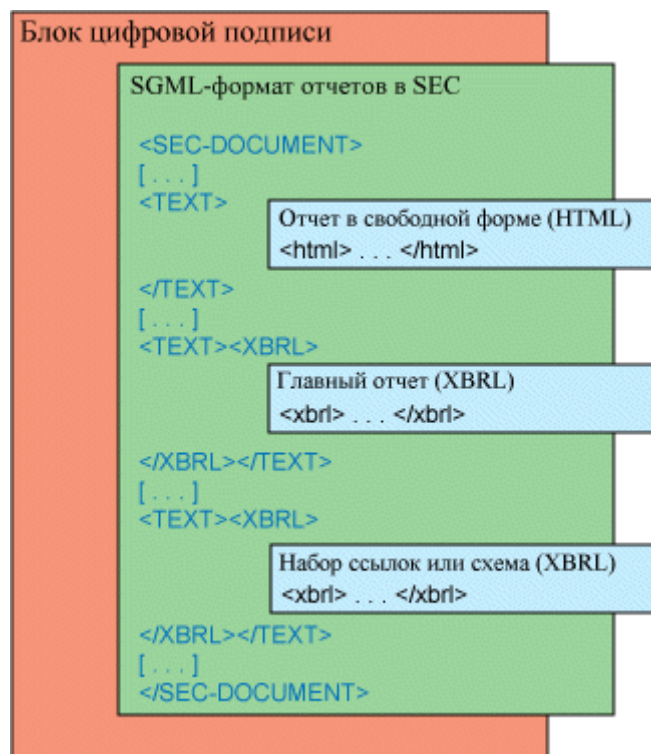 Блок цифровой подписи
SGML-формат отчетов в SEC
<SEC-DOCUMENT>
[ . . . ]
<TEXT>
Отчет в свободной форме (HTML)
<html> . . . </html>
</TEXT>
[ . . . ]
<TEXT><XBRL>
Главный отчет (XBRL)
<xbrl> . . . </xbrl>
</XBRL></TEXT>
[ . . . ]
<TEXT><XBRL>
Набор ссылок или схема (XBRL)
<xbrl> . . . </xbrl>
</XBRL></TEXT>
[ . . . ]
</SEC-DOCUMENT>